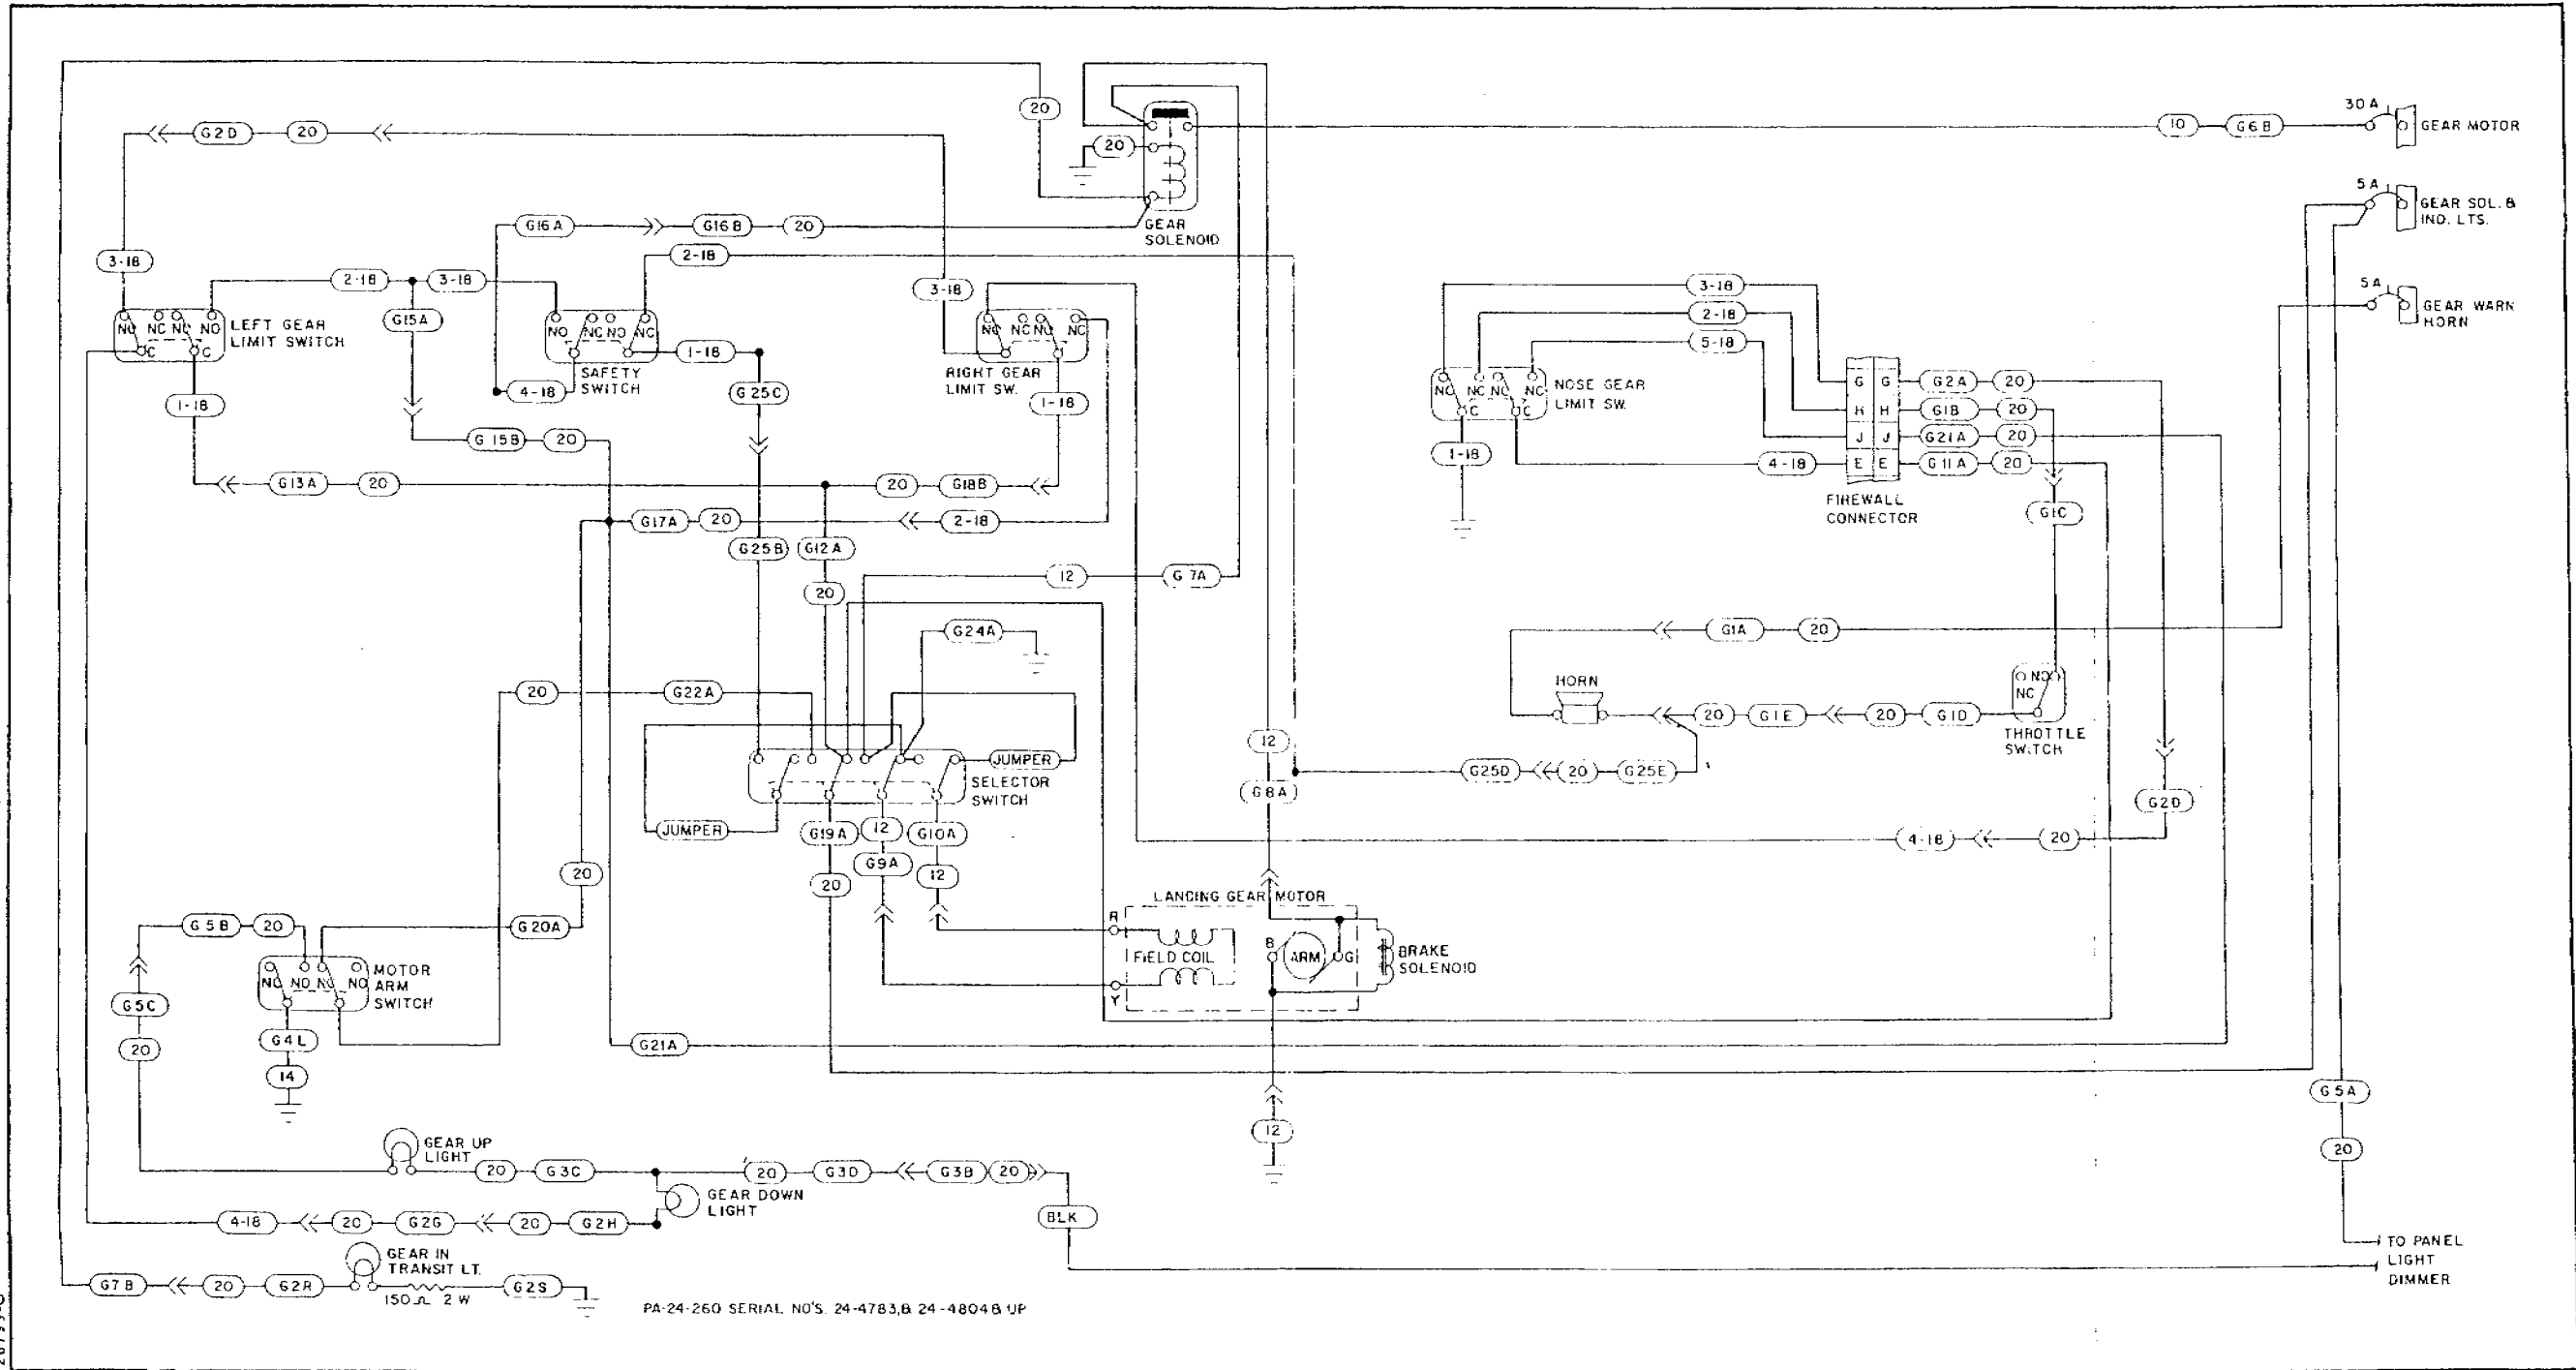 30A
GEAR MOTOR
10
G6B
20
5A
GEAR SOL. &
IND. LTS.
5A
GEAR WARN
HORN
G2D
20
20
GEAR
SOLENOID
G16A
G16B
20
2-18
3-18
2-18
3-18
G15A
NO
NC
NO
LEFT GEAR
LIMIT SWITCH
C
C
NO
NC
NO
NC
SAFETY
SWITCH
4-18
1-18
G25C
3-18
NC
NC
RIGHT GEAR
LIMIT SW.
1-18
1-18
3-18
2-18
5-18
NC
NC
NC
NC
C
C
NOSE GEAR
LIMIT SW.
1-18
4-18
G
G
H
H
J
J
E
E
G2A
20
G1B
20
G21A
20
G11A
20
FIREWALL
CONNECTOR
G1C
G15B
20
G13A
20
20
G18B
G17A
20
2-18
G25B
G12A
20
12
G7A
G24A
G1A
20
20
G22A
HORN
20
G1E
20
G1D
NO
NC
THROTTLE
SWITCH
G25D
20
G25E
G2D
4-18
20
12
G8A
JUMPER
SELECTOR
SWITCH
JUMPER
G19A
20
12
G9A
G10A
12
20
G20A
LANDING GEAR MOTOR
R
Y
FIELD COIL
B
ARM
G
BRAKE
SOLENOID
G5B
20
NO
NO
MOTOR
ARM
SWITCH
G5C
20
G4L
14
G21A
12
G5A
20
GEAR UP
LIGHT
20
G3C
20
G3D
G3B
20
GEAR DOWN
LIGHT
BLK
4-18
20
G2G
20
G2H
GEAR IN
TRANSIT LT.
G7B
20
G2R
150Ω 2W
G2S
TO PANEL
LIGHT
DIMMER
PA-24-260 SERIAL NO'S. 24-4783,& 24-4804& UP